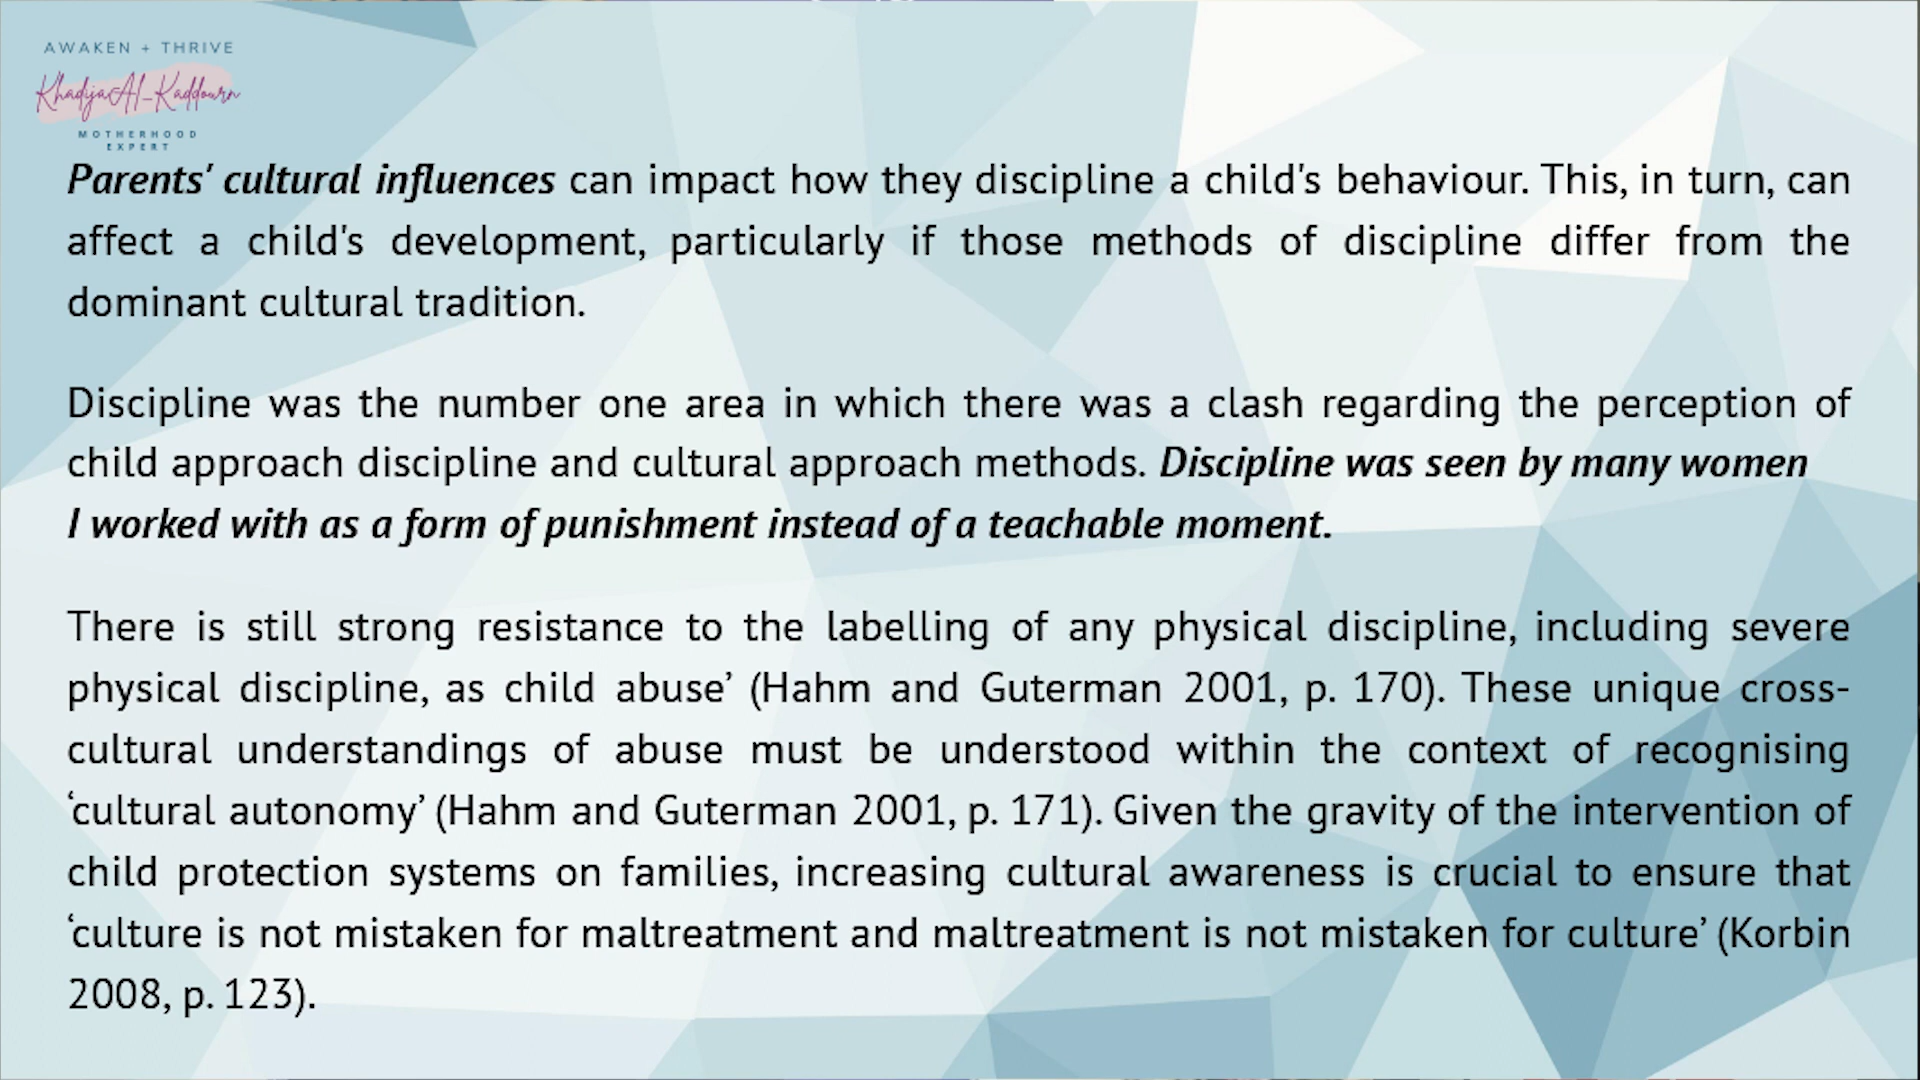 AWAKEN + THRIVE
Khadija Al-Kaddourn
MOTHERHOOD
EXPERT
Parents' cultural influences can impact how they discipline a child's behaviour. This, in turn, can
affect a child's development, particularly if those methods of discipline differ from the
dominant cultural tradition.
Discipline was the number one area in which there was a clash regarding the perception of
child approach discipline and cultural approach methods. Discipline was seen by many women
I worked with as a form of punishment instead of a teachable moment.
There is still strong resistance to the labelling of any physical discipline, including severe
physical discipline, as child abuse’ (Hahm and Guterman 2001, p. 170). These unique cross-
cultural understandings of abuse must be understood within the context of recognising
‘cultural autonomy’ (Hahm and Guterman 2001, p. 171). Given the gravity of the intervention of
child protection systems on families, increasing cultural awareness is crucial to ensure that
‘culture is not mistaken for maltreatment and maltreatment is not mistaken for culture’ (Korbin
2008, p. 123).